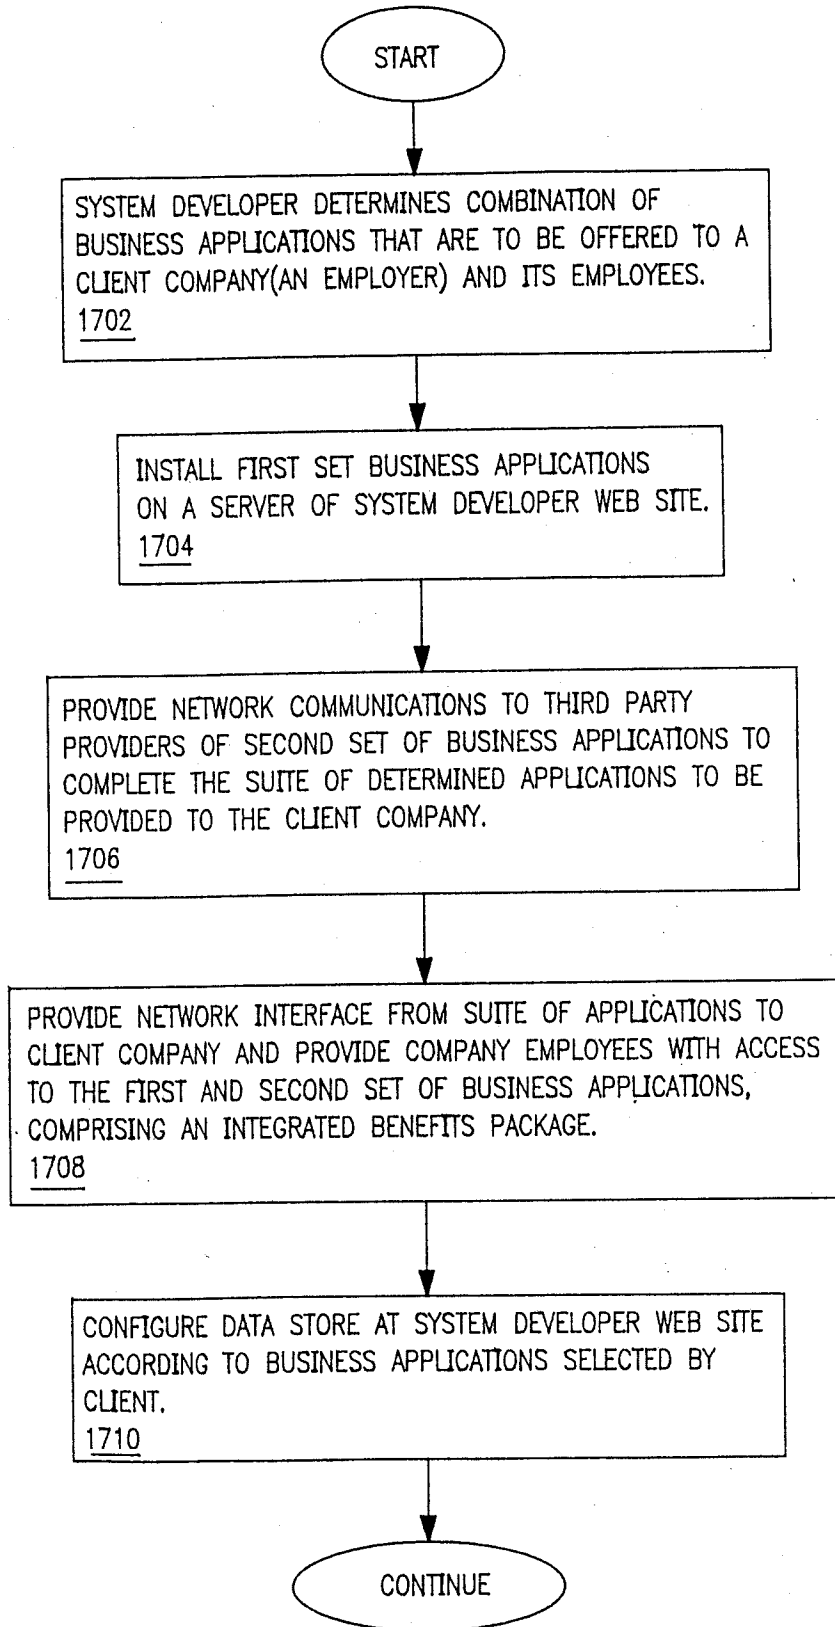 START
SYSTEM DEVELOPER DETERMINES COMBINATION OF
BUSINESS APPLICATIONS THAT ARE TO BE OFFERED TO A
CLIENT COMPANY(AN EMPLOYER) AND ITS EMPLOYEES.
1702
INSTALL FIRST SET BUSINESS APPLICATIONS
ON A SERVER OF SYSTEM DEVELOPER WEB SITE.
1704
PROVIDE NETWORK COMMUNICATIONS TO THIRD PARTY
PROVIDERS OF SECOND SET OF BUSINESS APPLICATIONS TO
COMPLETE THE SUITE OF DETERMINED APPLICATIONS TO BE
PROVIDED TO THE CLIENT COMPANY.
1706
PROVIDE NETWORK INTERFACE FROM SUITE OF APPLICATIONS TO
CLIENT COMPANY AND PROVIDE COMPANY EMPLOYEES WITH ACCESS
TO THE FIRST AND SECOND SET OF BUSINESS APPLICATIONS,
COMPRISING AN INTEGRATED BENEFITS PACKAGE.
1708
CONFIGURE DATA STORE AT SYSTEM DEVELOPER WEB SITE
ACCORDING TO BUSINESS APPLICATIONS SELECTED BY
CLIENT.
1710
CONTINUE